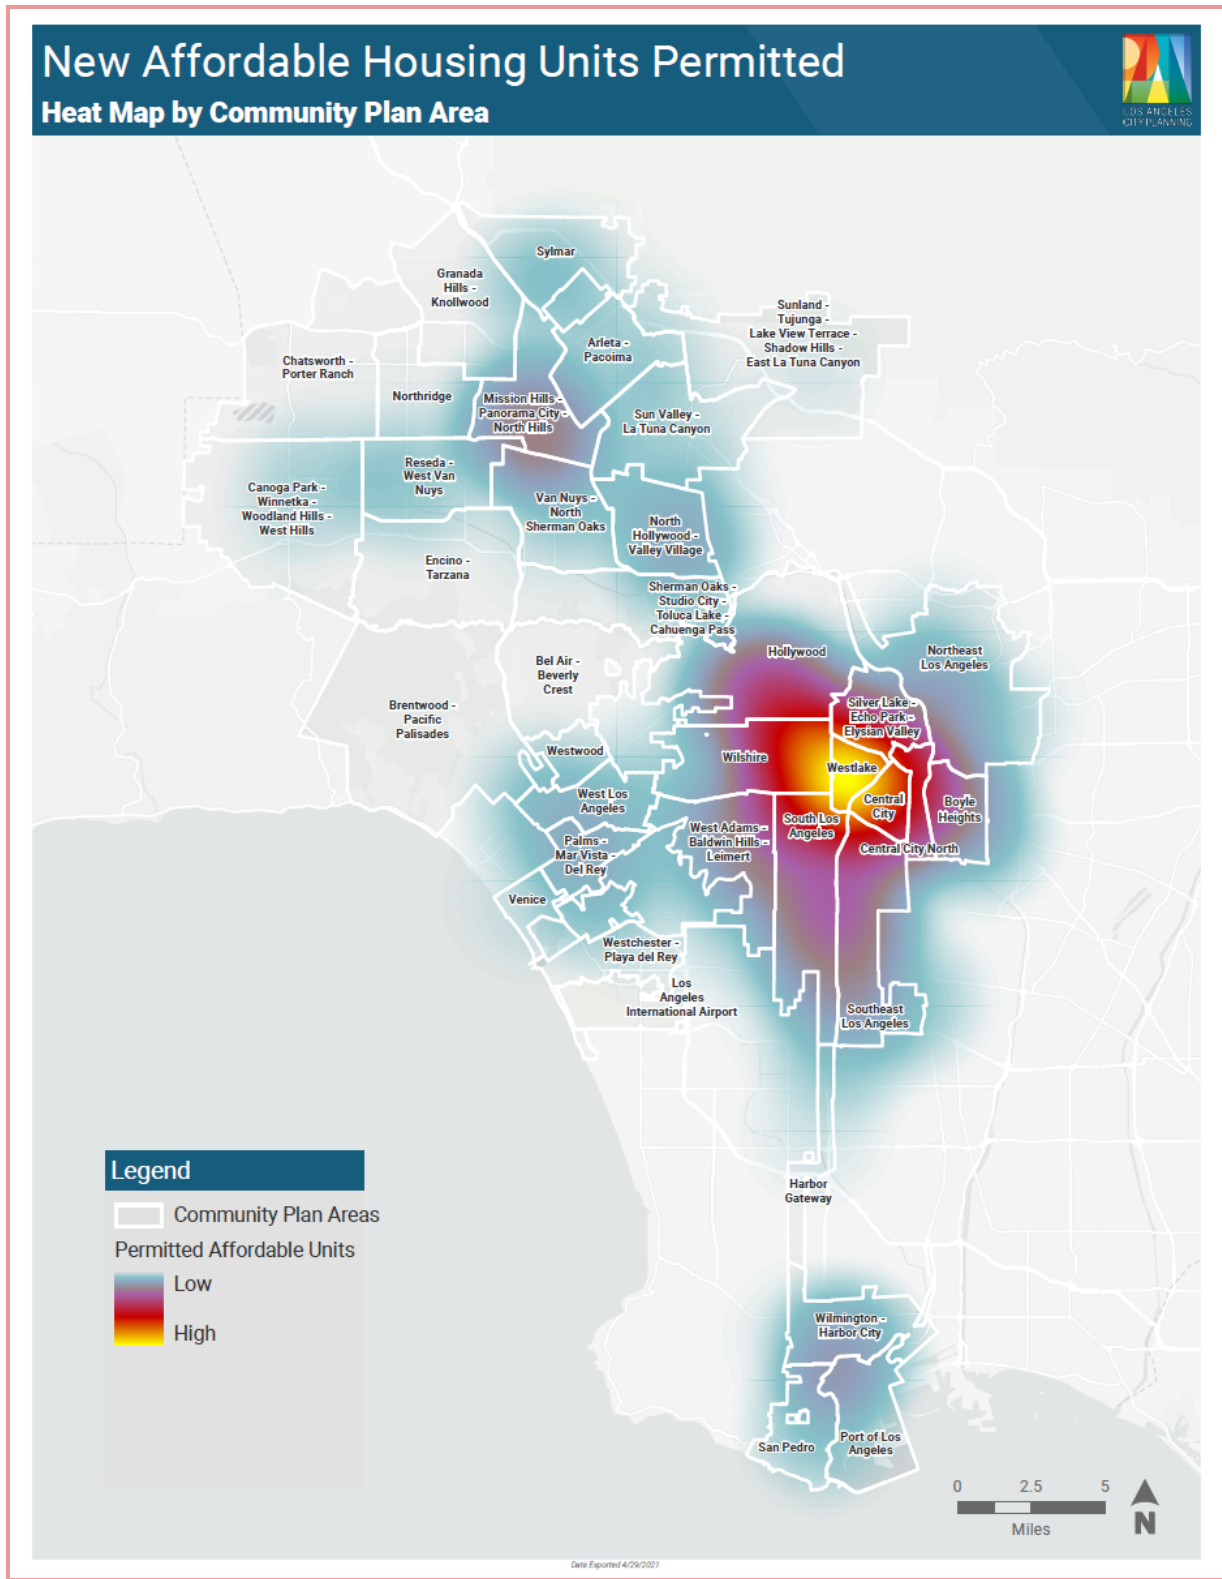 New Affordable Housing Units Permitted
Heat Map by Community Plan Area
LOS ANGELES
CITY PLANNING
Sylmar
Granada
Hills -
Knollwood
Sunland -
Tujunga -
Lake View Terrace -
Shadow Hills -
East La Tuna Canyon
Arleta -
Pacoima
Chatsworth -
Porter Ranch
Northridge
Mission Hills -
Panorama City -
North Hills
Sun Valley -
La Tuna Canyon
Reseda -
West Van
Nuys
Canoga Park -
Winnetka -
Woodland Hills -
West Hills
Van Nuys -
North
Sherman Oaks
North
Hollywood -
Valley Village
Encino -
Tarzana
Sherman Oaks -
Studio City -
Toluca Lake -
Cahuenga Pass
Hollywood
Northeast
Los Angeles
Bel Air -
Beverly
Crest
Brentwood -
Pacific
Palisades
Silver Lake -
Echo Park -
Elysian Valley
Westwood
Wilshire
Westlake
West Los
Angeles
Central
City
Boyle
Heights
South Los
Angeles
West Adams -
Baldwin Hills -
Leimert
Central City North
Palms -
Mar Vista -
Del Rey
Venice
Westchester -
Playa del Rey
Los
Angeles
International Airport
Southeast
Los Angeles
Harbor
Gateway
Wilmington -
Harbor City
San Pedro
Port of Los
Angeles
Legend
Community Plan Areas
Permitted Affordable Units
Low
High
0 2.5 5
Miles
N
Date Exported 4/29/2021